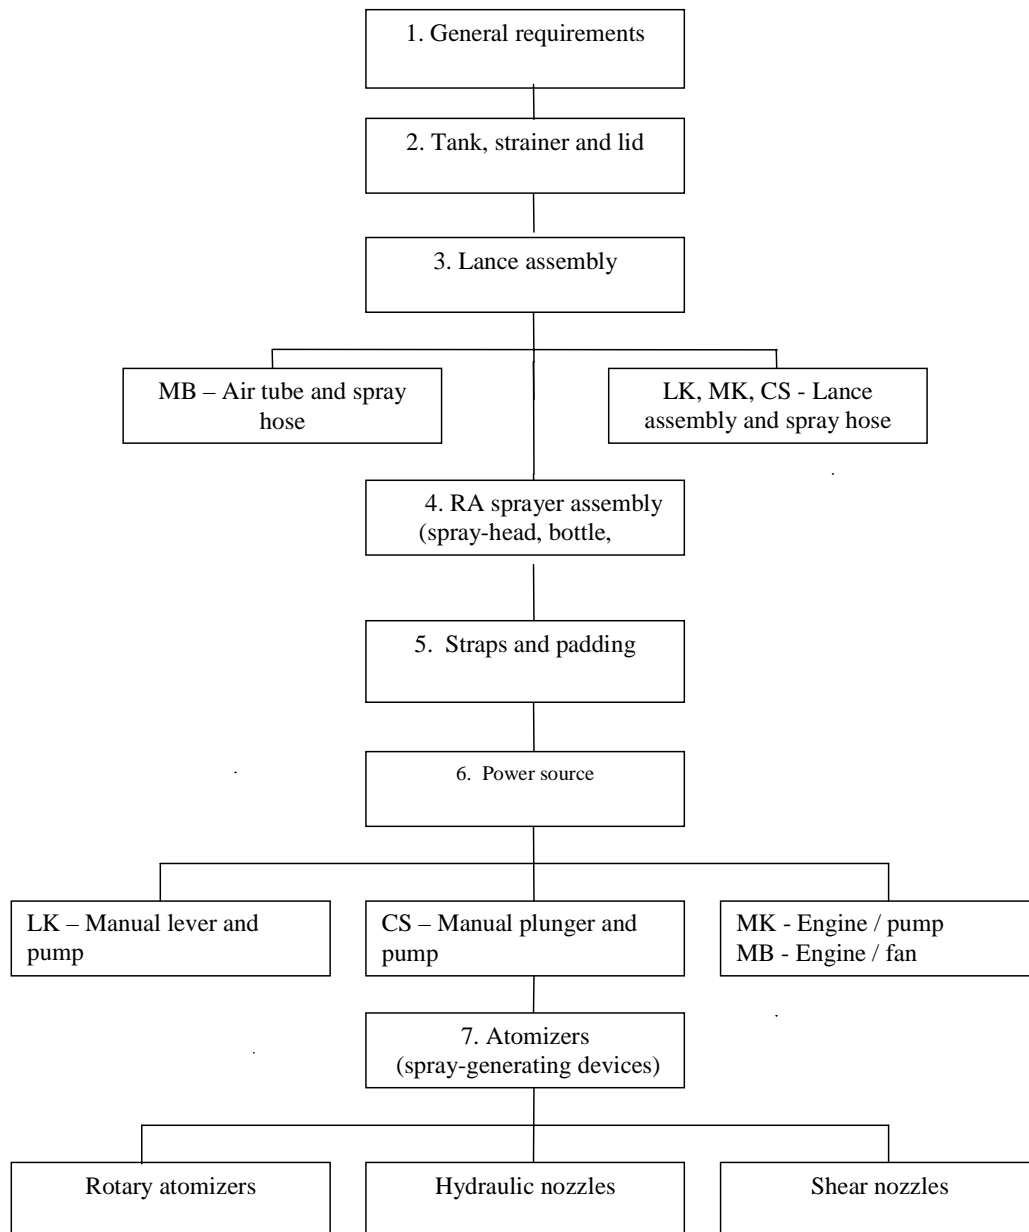 1. General requirements
2. Tank, strainer and lid
3. Lance assembly
MB – Air tube and spray
hose
LK, MK, CS - Lance
assembly and spray hose
4. RA sprayer assembly
(spray-head, bottle,
5. Straps and padding
6. Power source
LK – Manual lever and
pump
CS – Manual plunger and
pump
MK - Engine / pump
MB - Engine / fan
7. Atomizers
(spray-generating devices)
Rotary atomizers
Hydraulic nozzles
Shear nozzles